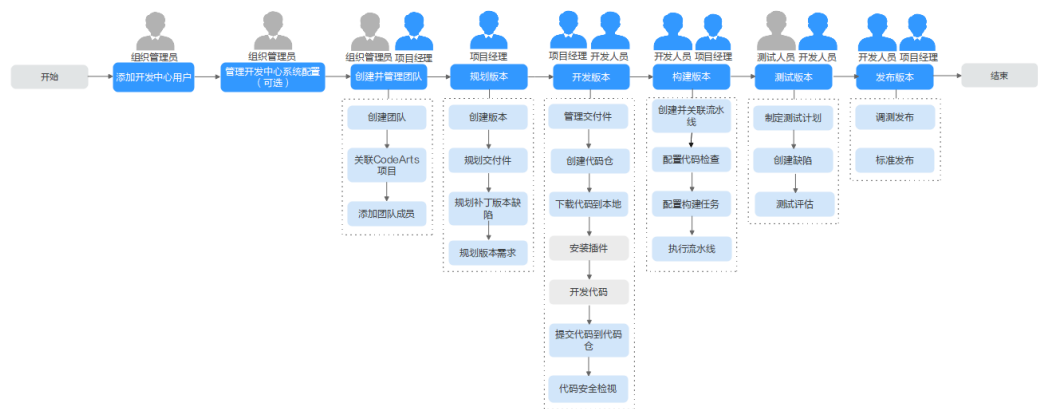 组织管理员
组织管理员
组织管理员
项目经理
项目经理
项目经理
开发人员
开发人员
项目经理
测试人员
开发人员
开发人员
项目经理
开始
添加开发中心用户
管理开发中心系统配置
（可选）
创建并管理团队
规划版本
开发版本
构建版本
测试版本
发布版本
结束
创建团队
关联CodeArts
项目
添加团队成员
创建版本
规划交付件
规划补丁版本缺
陷
规划版本需求
管理交付件
创建代码仓
下载代码到本地
安装插件
开发代码
提交代码到代码
仓
代码安全检视
创建并关联流水
线
配置代码检查
配置构建任务
执行流水线
制定测试计划
创建缺陷
测试评估
调测发布
标准发布